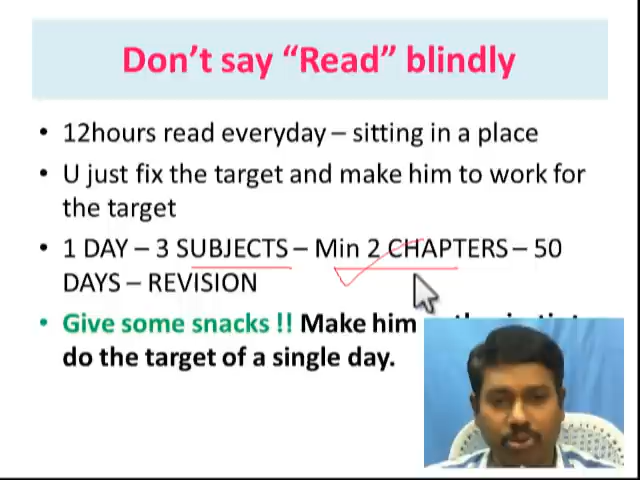 Don't say “Read” blindly
• 12hours read everyday – sitting in a place
• U just fix the target and make him to work for
the target
• 1 DAY – 3 SUBJECTS – Min 2 CHAPTERS – 50
DAYS – REVISION
• Give some snacks !! Make him
do the target of a single day.